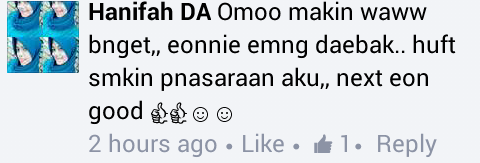 Hanifah DA Omoo makin waww
bnget,, eonnie emng daebak.. huft
smkin pnasaraan aku,, next eon
good 👍👍☺☺
2 hours ago • Like • 👍 1 • Reply